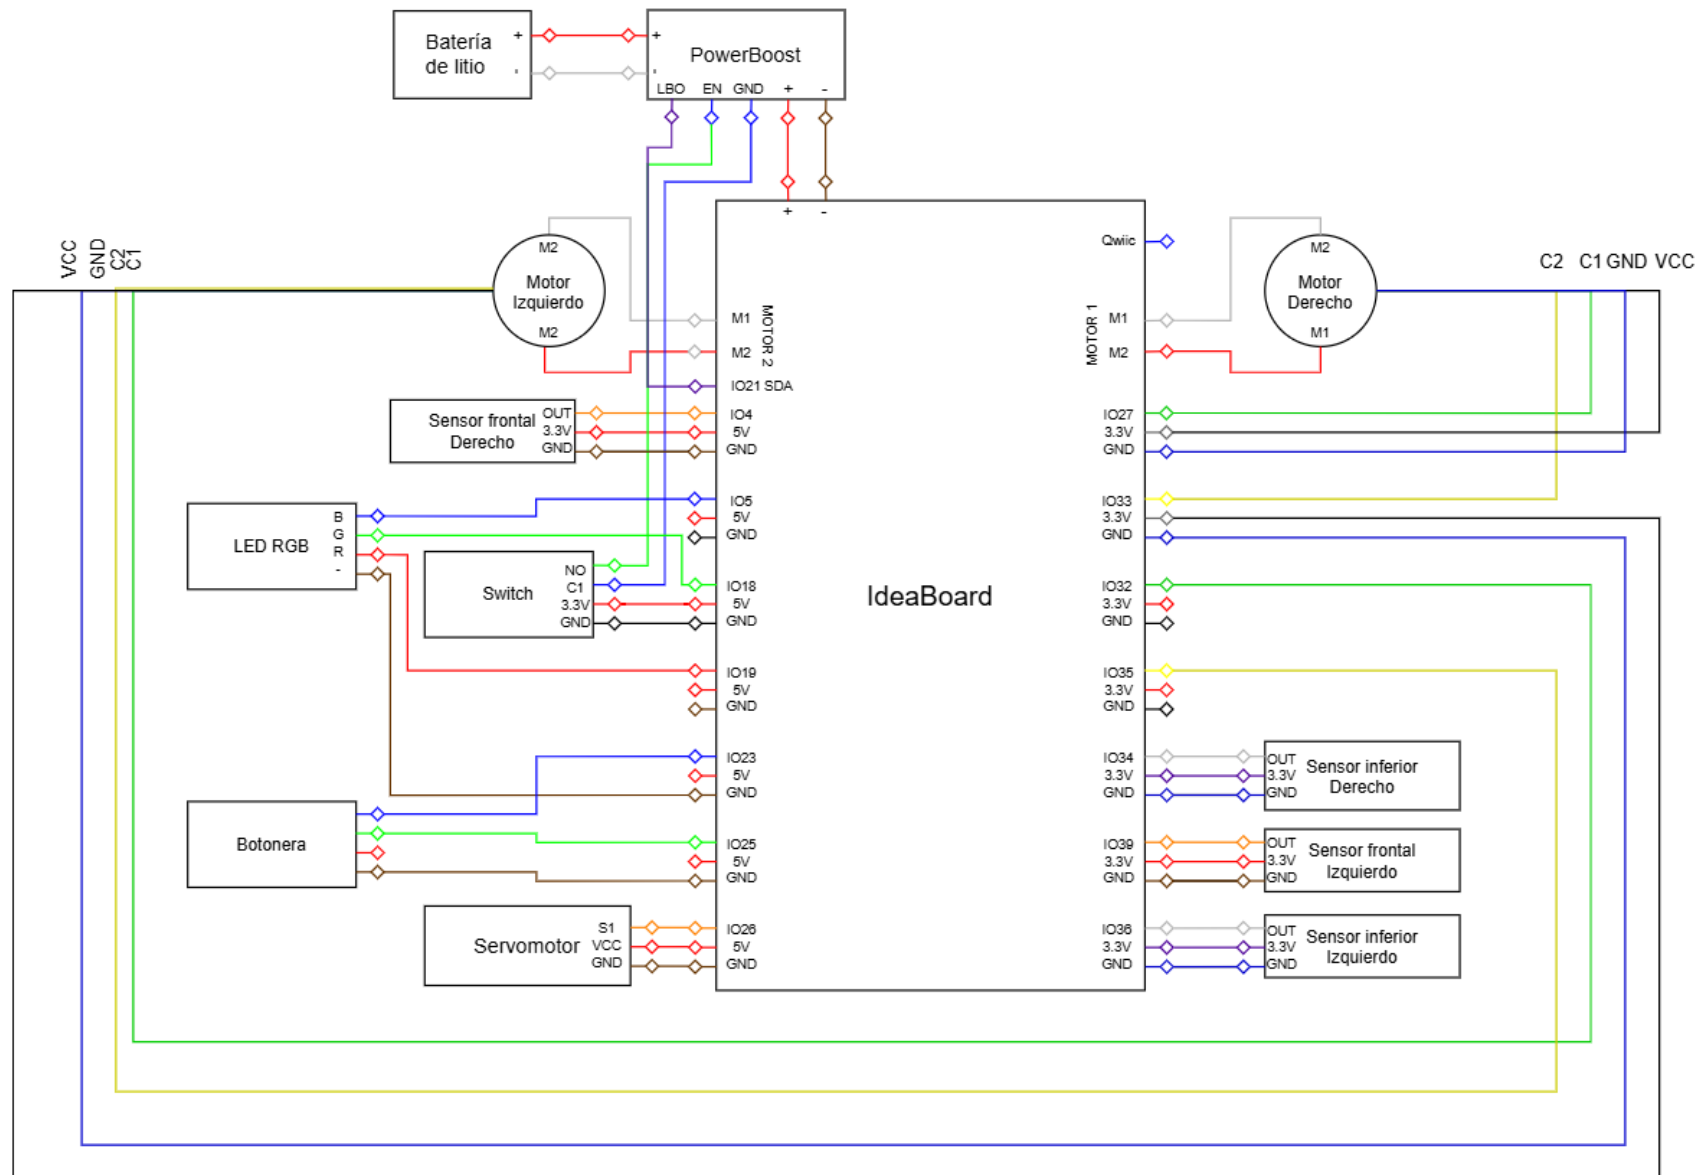 Batería
de litio
+
-
+
-
PowerBoost
LBO EN GND + -
+ -
VCC
GND
C2
C1
M2
Motor
Izquierdo
M2
M1
M2
MOTOR 2
IO21 SDA
Sensor frontal
Derecho
OUT
3.3V
GND
IO4
5V
GND
LED RGB
B
G
R
-
IO5
5V
GND
Switch
NO
C1
3.3V
GND
IO18
5V
GND
IO19
5V
GND
Botonera
IO23
5V
GND
IO25
5V
GND
Servomotor
S1
VCC
GND
IO26
5V
GND
IdeaBoard
Qwiic
MOTOR 1
M1
M2
M2
Motor
Derecho
M1
C2 C1 GND VCC
IO27
3.3V
GND
IO33
3.3V
GND
IO32
3.3V
GND
IO35
3.3V
GND
IO34
3.3V
GND
OUT
3.3V
GND
Sensor inferior
Derecho
IO39
3.3V
GND
OUT
3.3V
GND
Sensor frontal
Izquierdo
IO36
3.3V
GND
OUT
3.3V
GND
Sensor inferior
Izquierdo